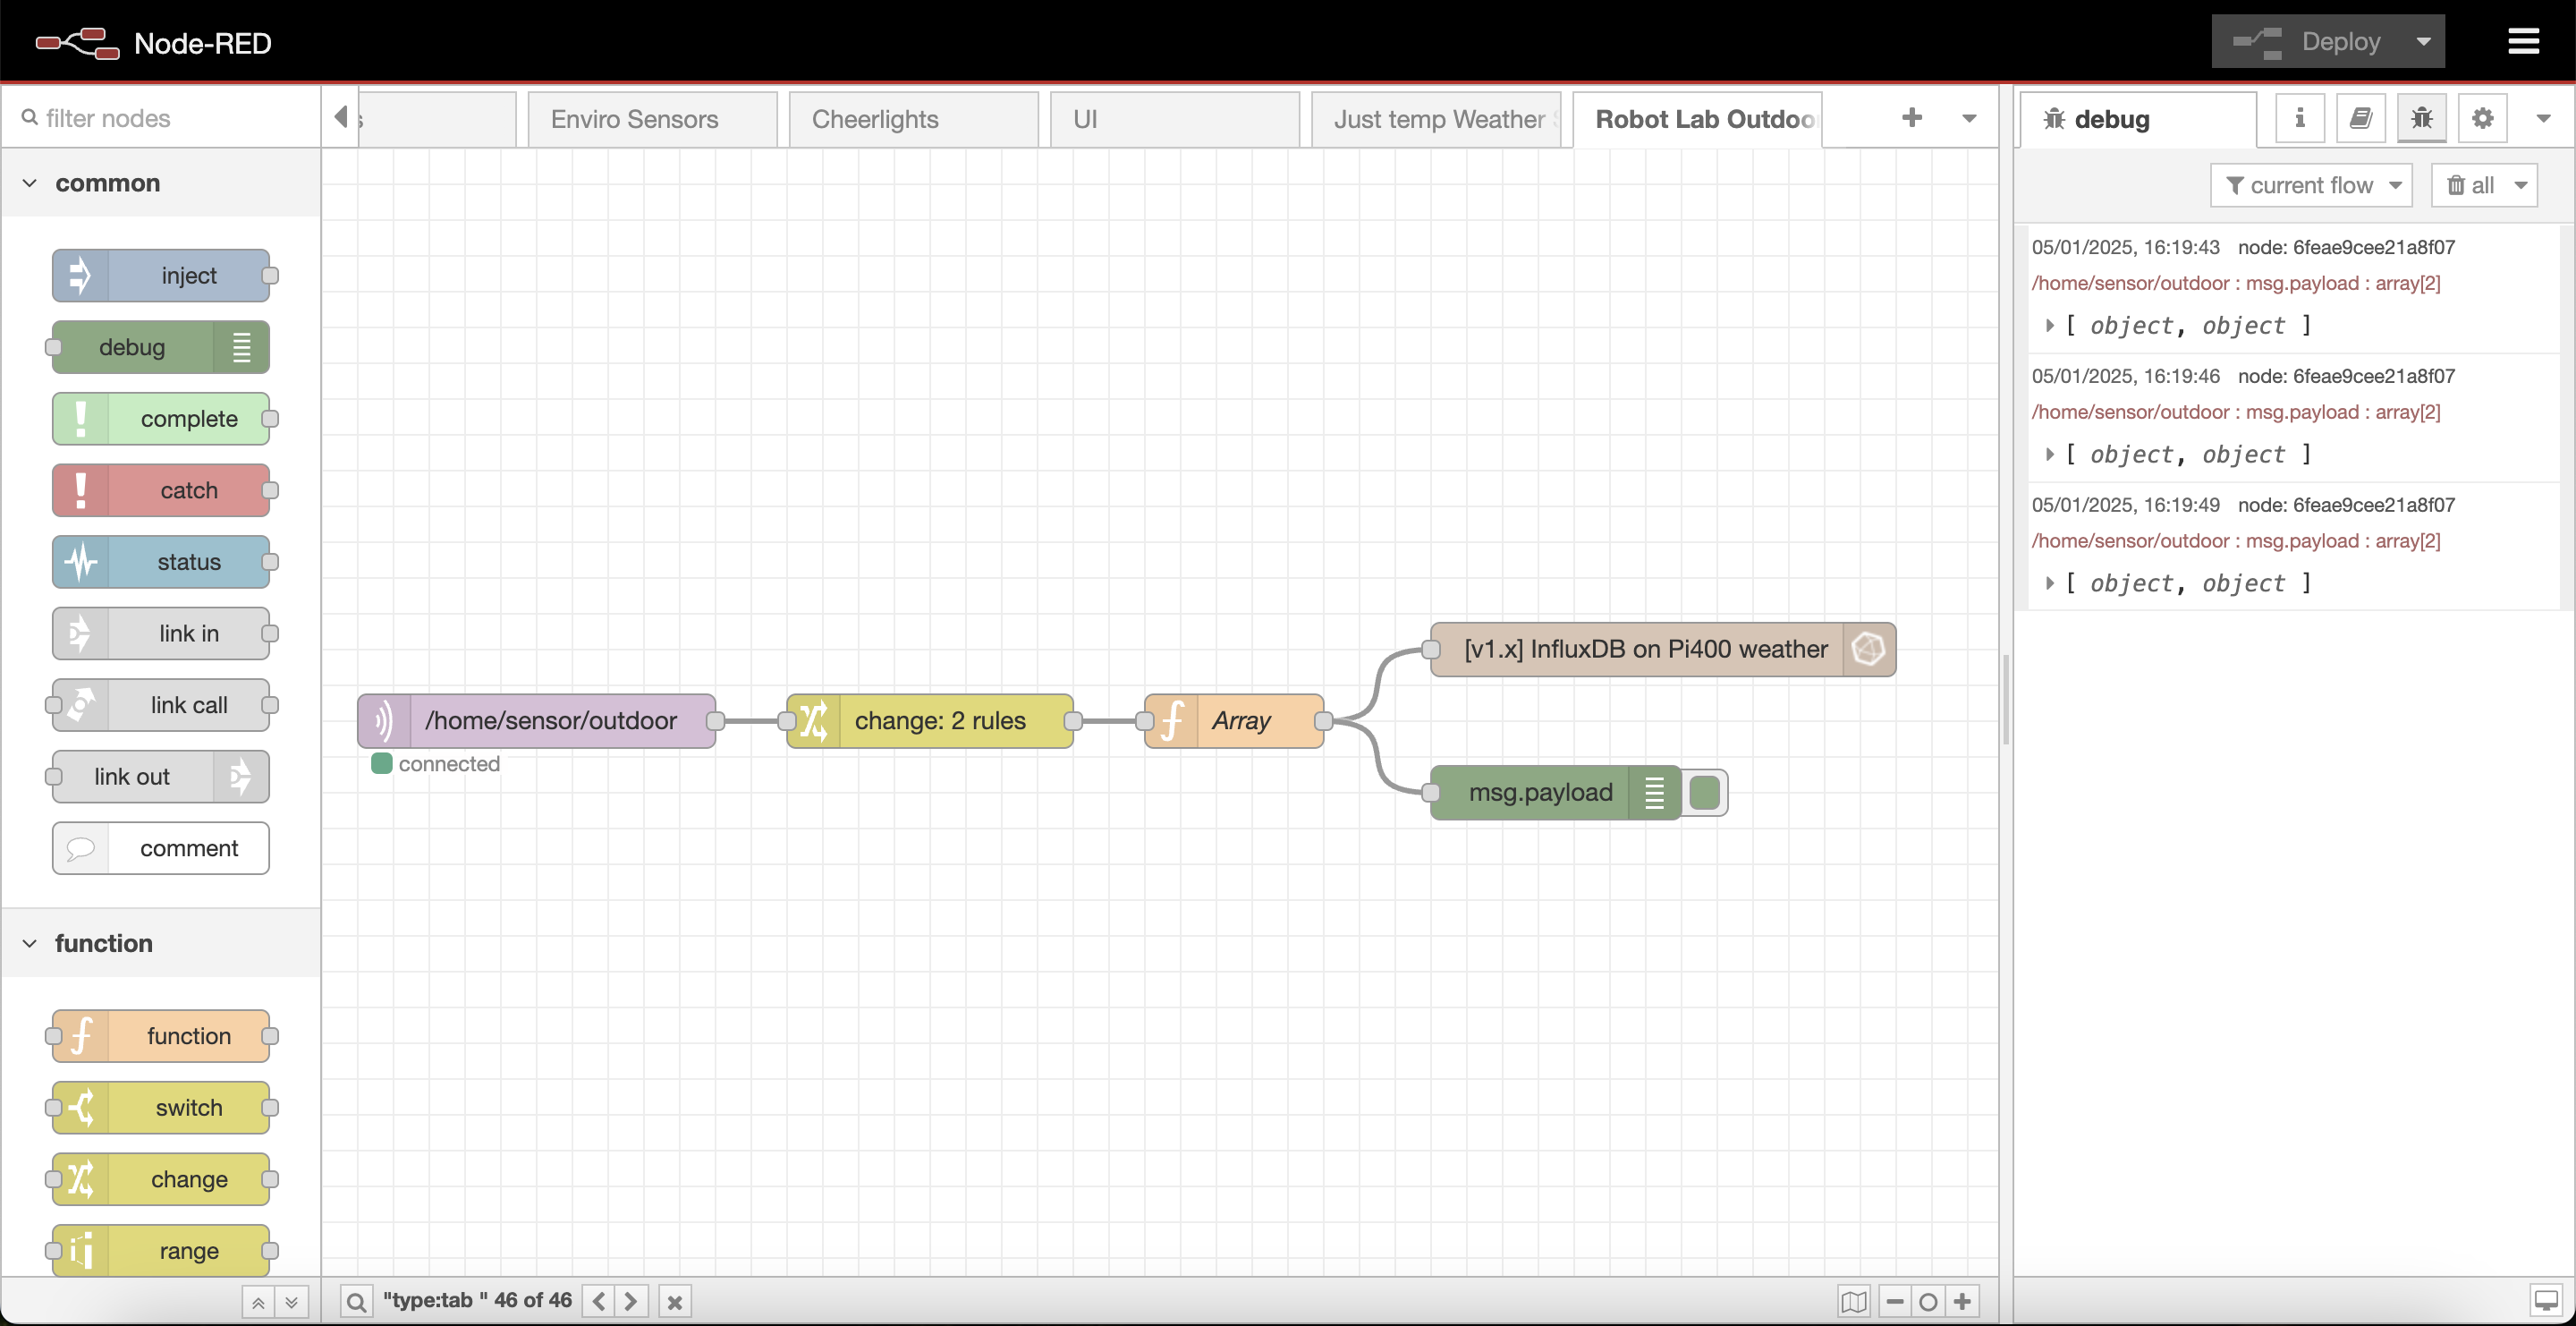 Node-RED
Deploy
filter nodes
Enviro Sensors
Cheerlights
UI
Just temp Weather
Robot Lab Outdoo
debug
common
current flow
all
inject
debug
complete
catch
status
link in
link call
link out
comment
function
function
switch
change
range
/home/sensor/outdoor
connected
change: 2 rules
Array
[v1.x] InfluxDB on Pi400 weather
msg.payload
05/01/2025, 16:19:43 node: 6feae9cee21a8f07
/home/sensor/outdoor : msg.payload : array[2]
[ object, object ]
05/01/2025, 16:19:46 node: 6feae9cee21a8f07
/home/sensor/outdoor : msg.payload : array[2]
[ object, object ]
05/01/2025, 16:19:49 node: 6feae9cee21a8f07
/home/sensor/outdoor : msg.payload : array[2]
[ object, object ]
"type:tab " 46 of 46